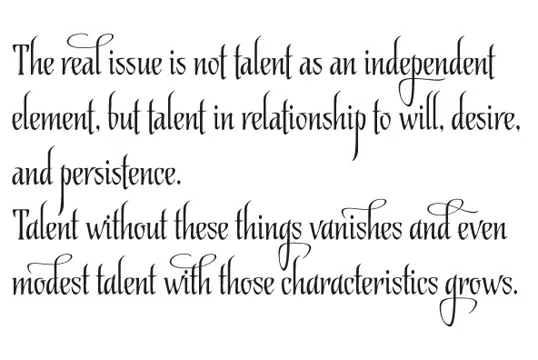 The real issue is not talent as an independent
element, but talent in relationship to will, desire,
and persistence.
Talent without these things vanishes and even
modest talent with those characteristics grows.